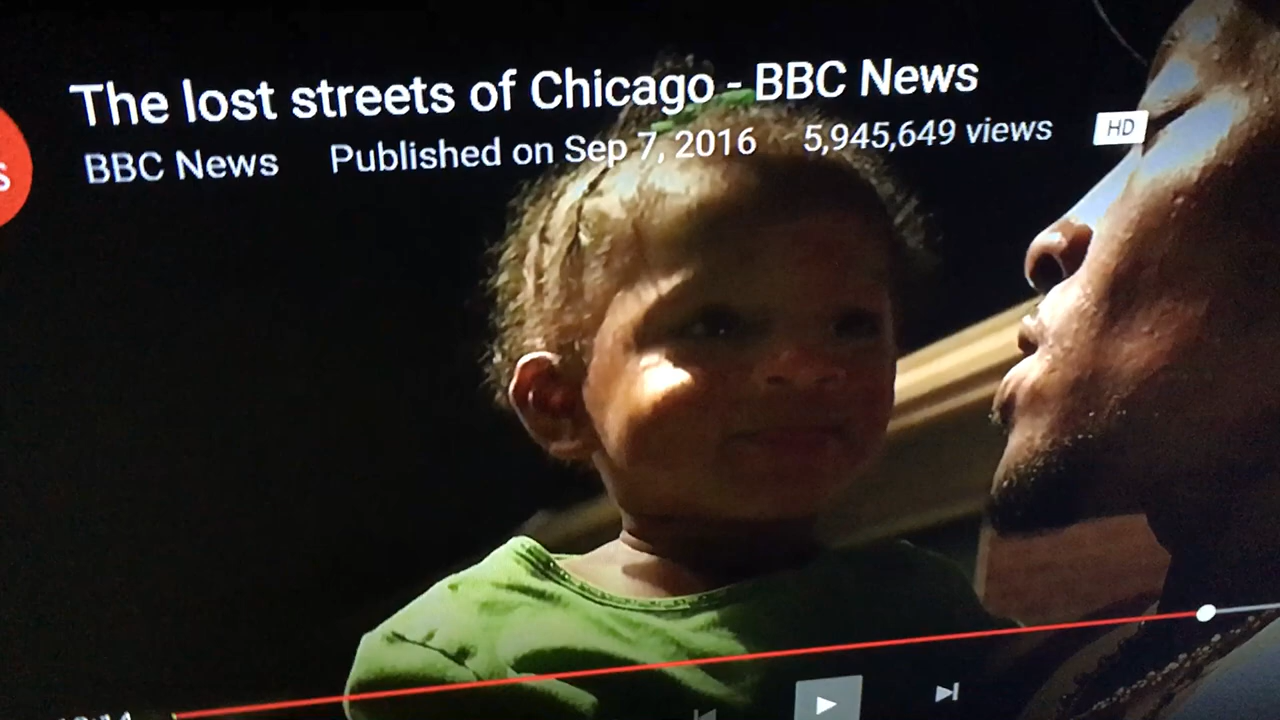 The lost streets of Chicago - BBC News
BBC News Published on Sep 7, 2016 5,945,649 views HD
S